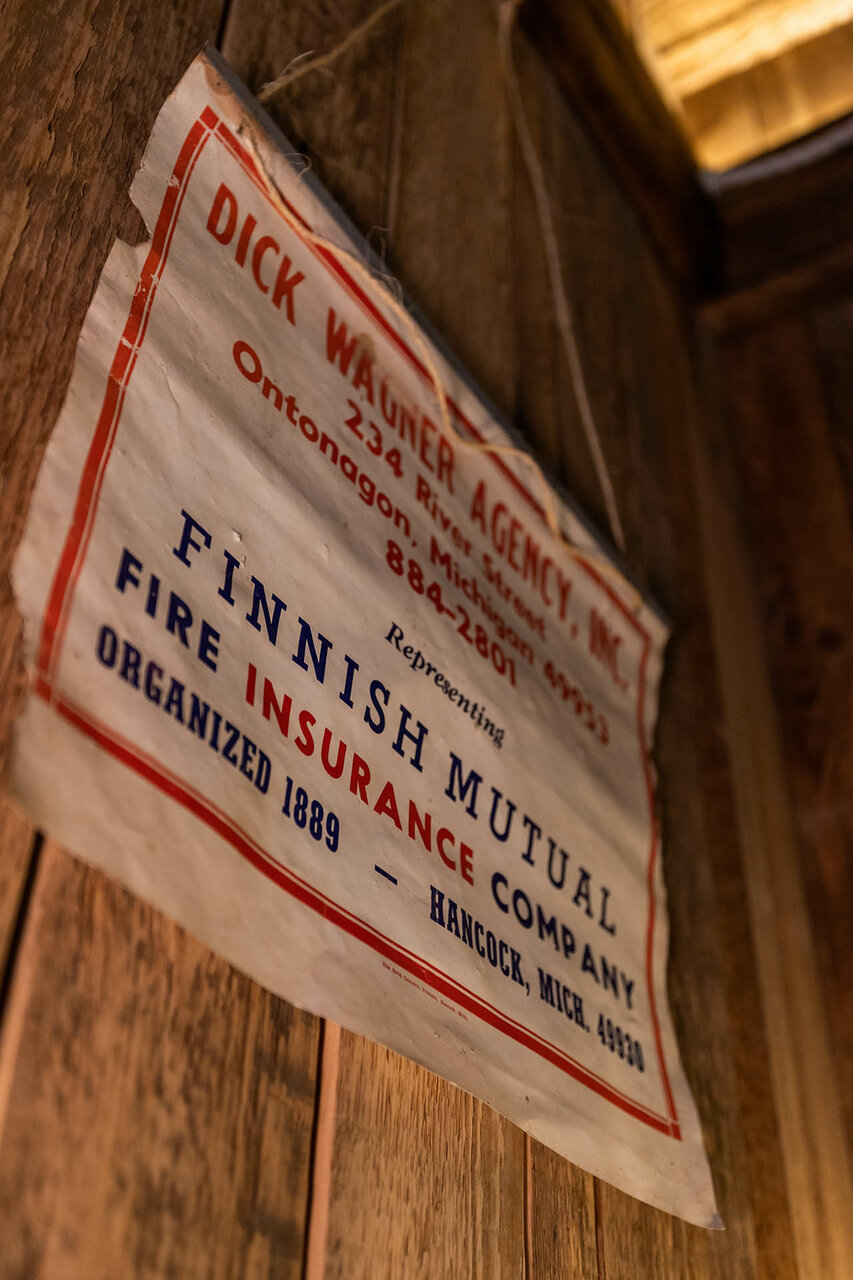 DICK WAGNER AGENCY, INC.
234 River Street
Ontonagon, Michigan 49953
884-2801
Representing
FINNISH MUTUAL
FIRE INSURANCE COMPANY
ORGANIZED 1889 – HANCOCK, MICH. 49930